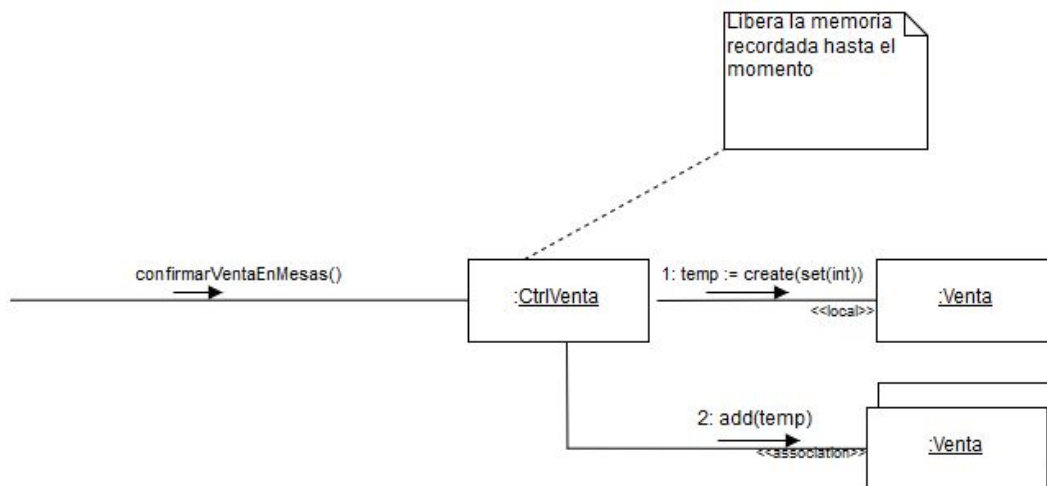 Libera la memoria
recordada hasta el
momento
confirmarVentaEnMesas()
:CtrlVenta
1: temp := create(set(int))
<<local>>
:Venta
2: add(temp)
<<association>>
:Venta